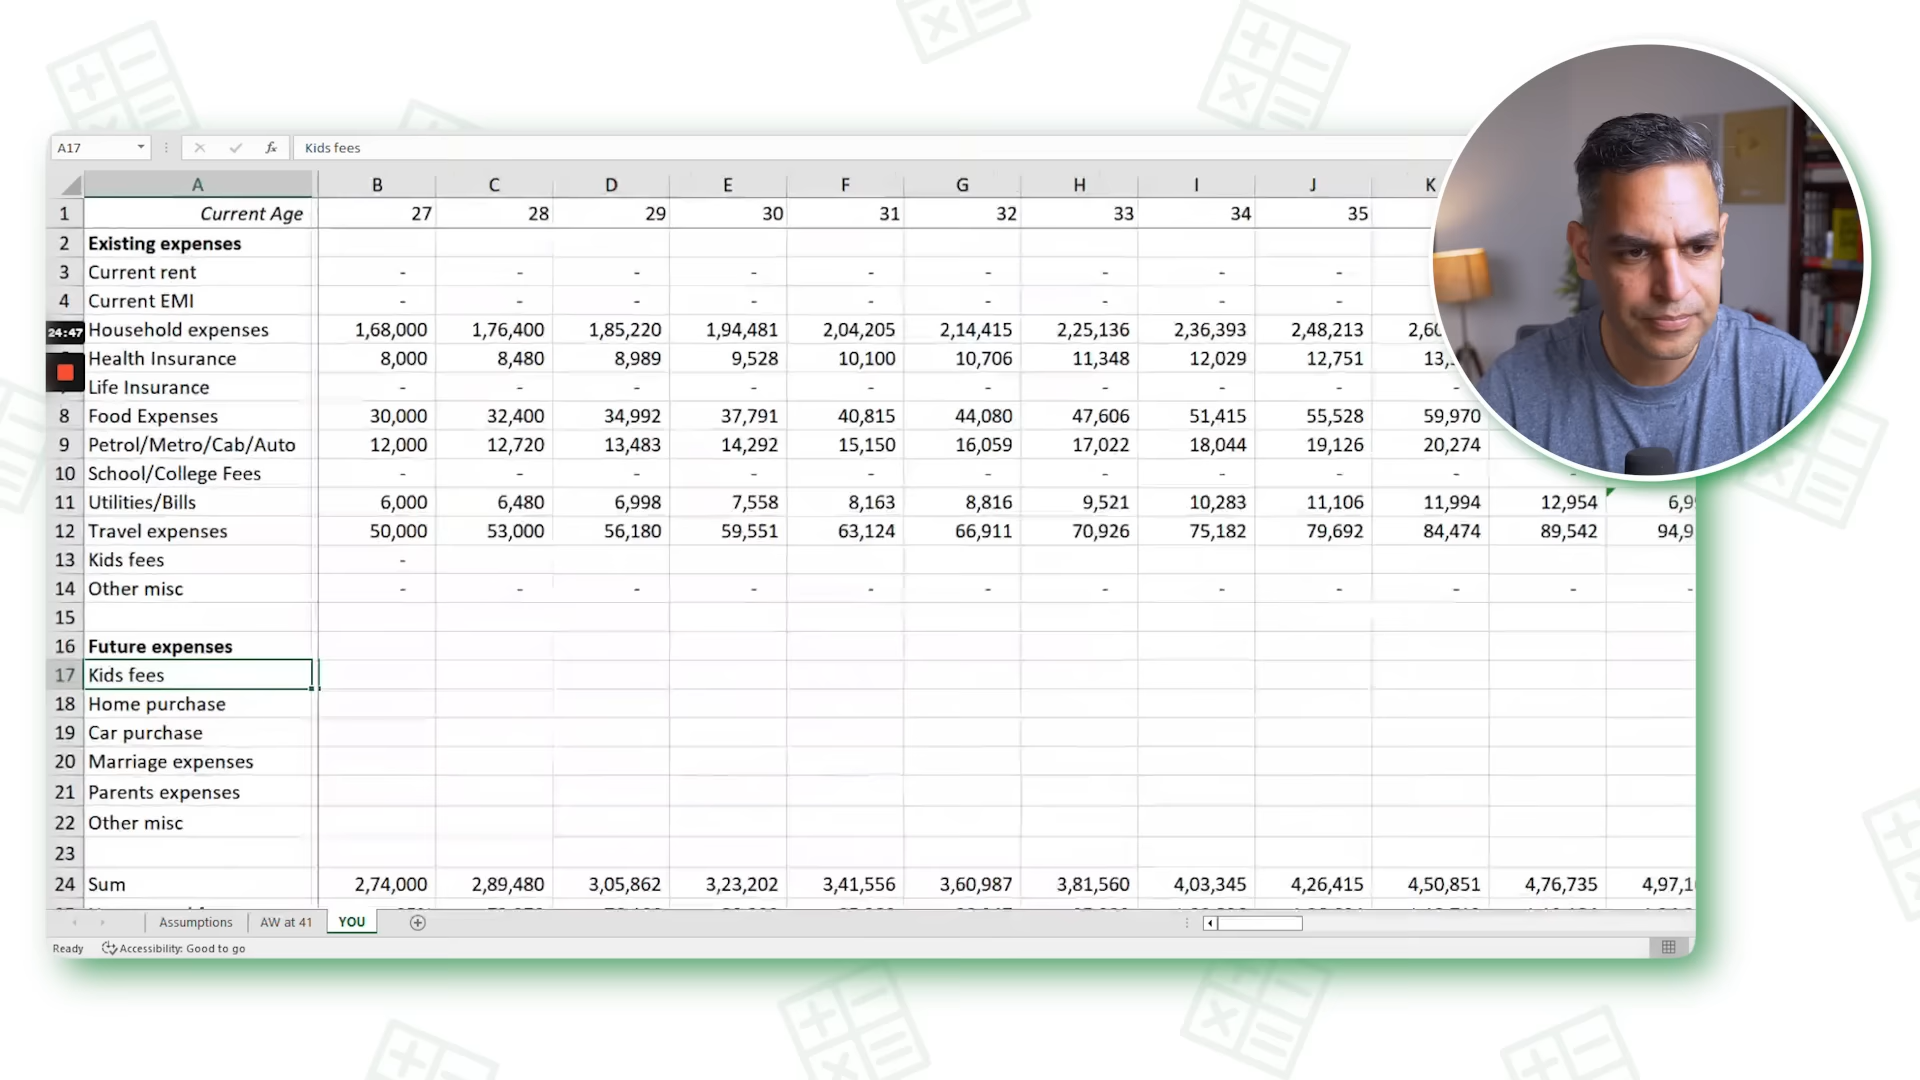 A17 fx Kids fees
A B C D E F G H I J K
1 Current Age 27 28 29 30 31 32 33 34 35
2 Existing expenses
3 Current rent - - - - - - - - -
4 Current EMI - - - - - - - - -
24:47 Household expenses 1,68,000 1,76,400 1,85,220 1,94,481 2,04,205 2,14,415 2,25,136 2,36,393 2,48,213
Health Insurance 8,000 8,480 8,989 9,528 10,100 10,706 11,348 12,029 12,751
Life Insurance - - - - - - - - - -
8 Food Expenses 30,000 32,400 34,992 37,791 40,815 44,080 47,606 51,415 55,528 59,970
9 Petrol/Metro/Cab/Auto 12,000 12,720 13,483 14,292 15,150 16,059 17,022 18,044 19,126 20,274
10 School/College Fees - - - - - - - - - - -
11 Utilities/Bills 6,000 6,480 6,998 7,558 8,163 8,816 9,521 10,283 11,106 11,994 12,954
12 Travel expenses 50,000 53,000 56,180 59,551 63,124 66,911 70,926 75,182 79,692 84,474 89,542
13 Kids fees -
14 Other misc - - - - - - - - - - - -
15
16 Future expenses
17 Kids fees
18 Home purchase
19 Car purchase
20 Marriage expenses
21 Parents expenses
22 Other misc
23
24 Sum 2,74,000 2,89,480 3,05,862 3,23,202 3,41,556 3,60,987 3,81,560 4,03,345 4,26,415 4,50,851 4,76,735
Assumptions AW at 41 YOU
Ready Accessibility: Good to go